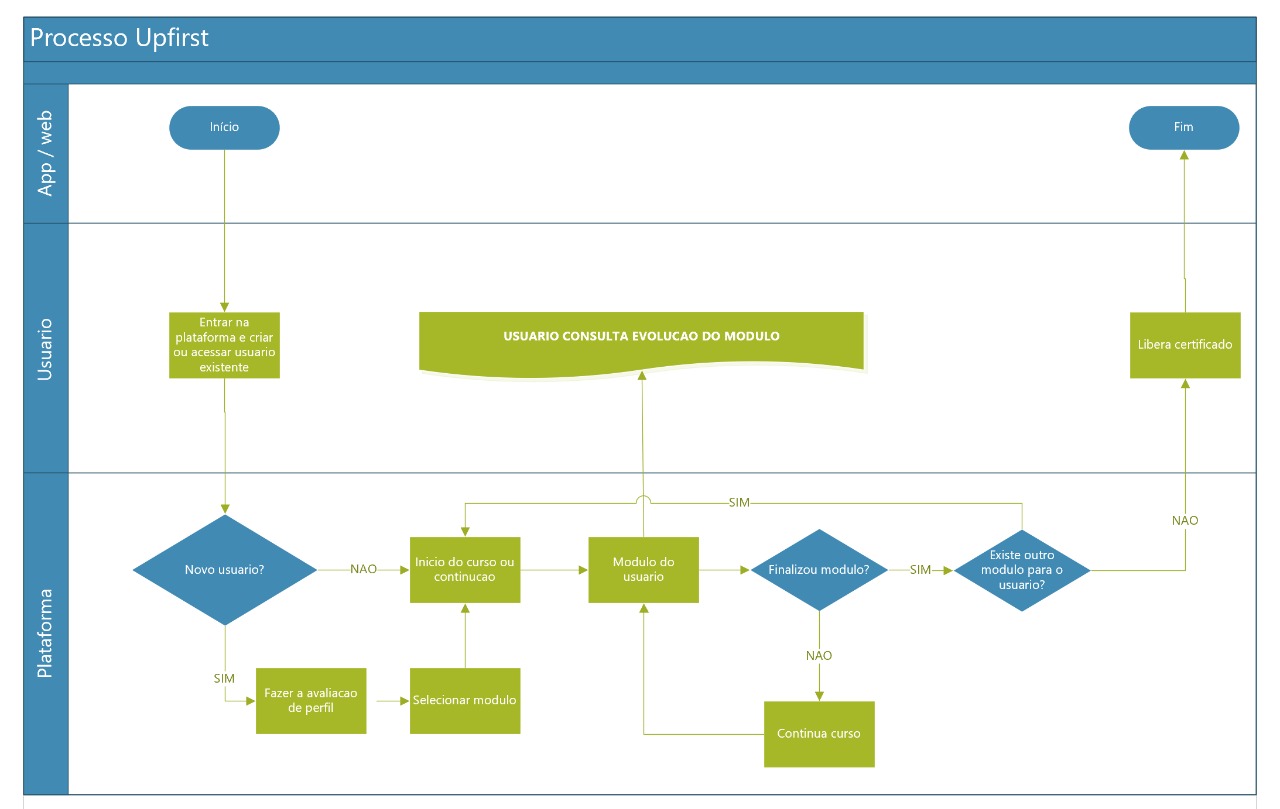 Processo Upfirst
App / web
Início
Fim
Usuario
Entrar na
plataforma e criar
ou acessar usuario
existente
USUARIO CONSULTA EVOLUCAO DO MODULO
Libera certificado
Plataforma
SIM
NAO
Novo usuario?
NAO
Inicio do curso ou
continucao
Modulo do
usuario
Finalizou modulo?
SIM
Existe outro
modulo para o
usuario?
SIM
NAO
Fazer a avaliacao
de perfil
Selecionar modulo
Continua curso